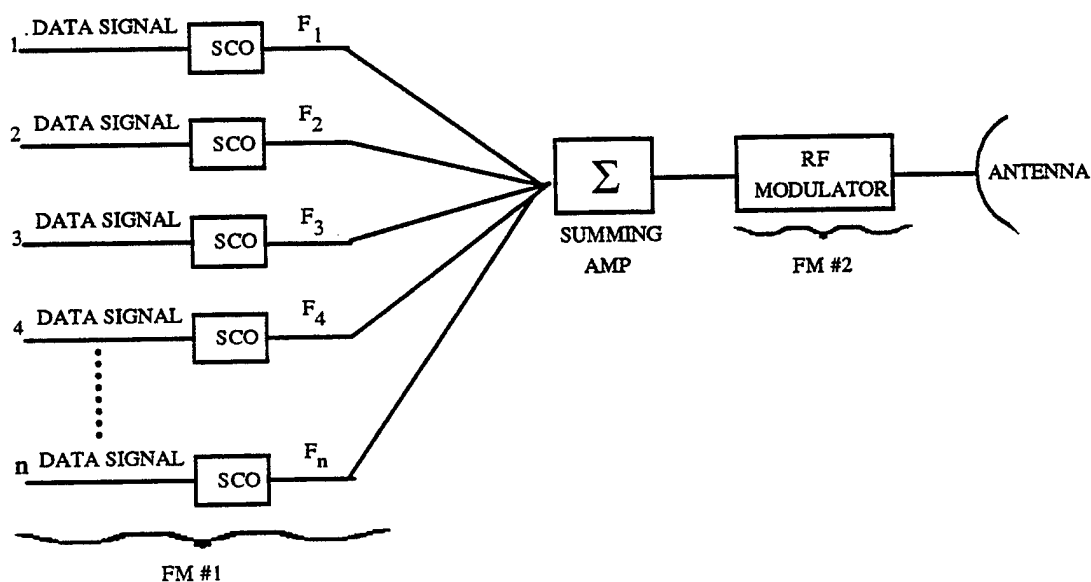 1 . DATA SIGNAL SCO F1
2 DATA SIGNAL SCO F2
3 DATA SIGNAL SCO F3
4 DATA SIGNAL SCO F4
n DATA SIGNAL SCO Fn
FM #1
Σ
SUMMING
AMP
RF
MODULATOR
FM #2
ANTENNA